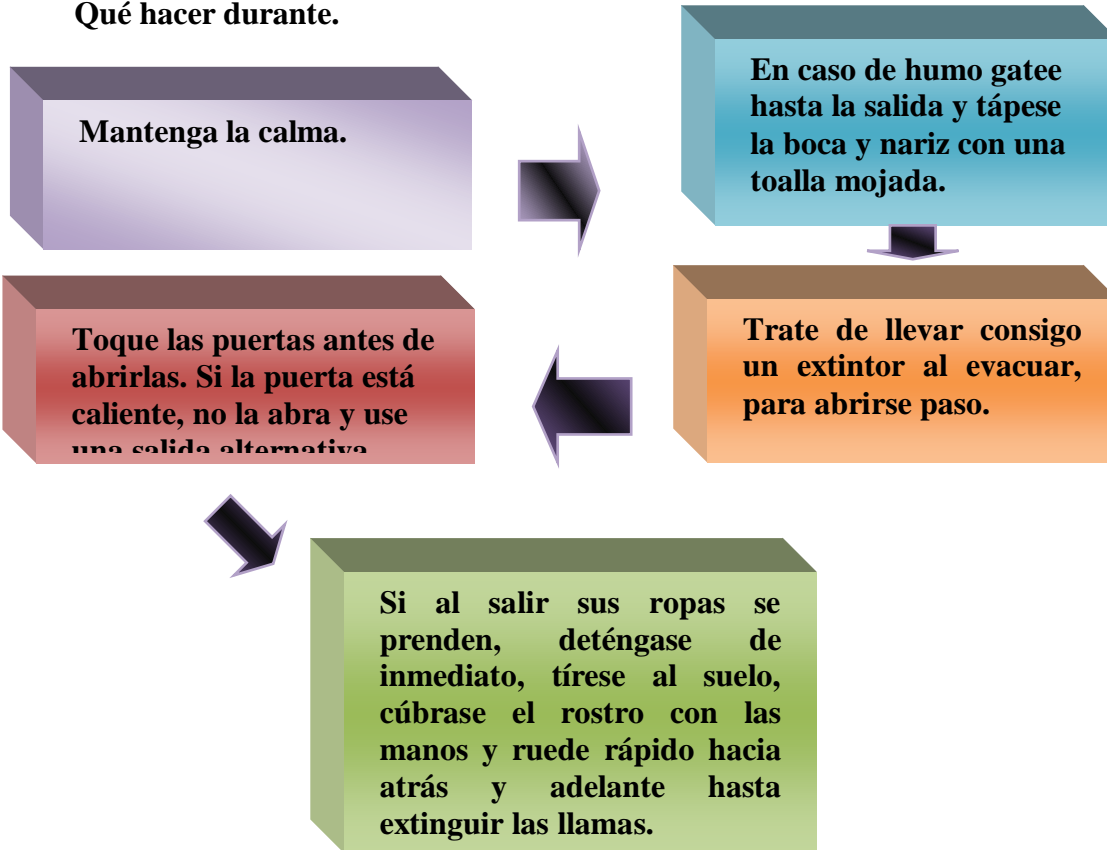 Qué hacer durante.
Mantenga la calma.
En caso de humo gatee
hasta la salida y tápese
la boca y nariz con una
toalla mojada.
Trate de llevar consigo
un extintor al evacuar,
para abrirse paso.
Toque las puertas antes de
abrirlas. Si la puerta está
caliente, no la abra y use
una salida alternativa
Si al salir sus ropas se
prenden, deténgase de
inmediato, tírese al suelo,
cúbrase el rostro con las
manos y ruede rápido hacia
atrás y adelante hasta
extinguir las llamas.